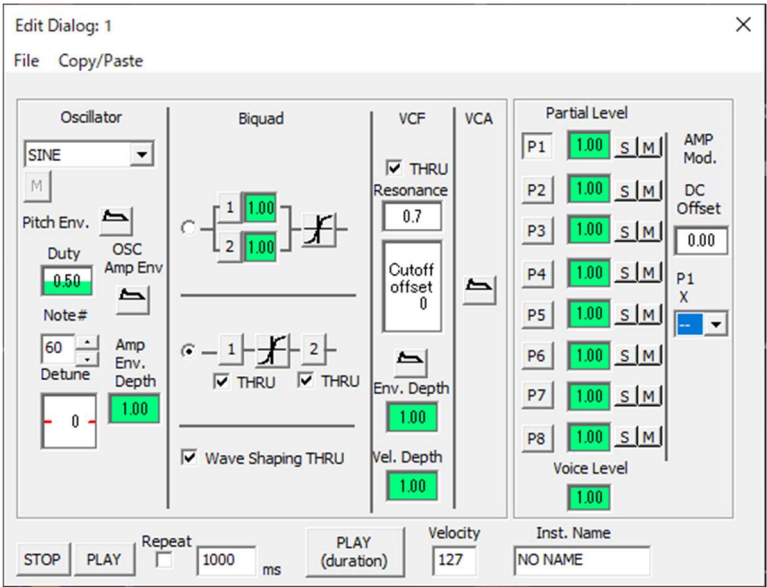 Edit Dialog: 1
File Copy/Paste
Oscillator
SINE
M
Pitch Env.
Duty
0.50
OSC
Amp Env
Note#
60
Detune
0
Amp
Env.
Depth
1.00
Biquad
1 1.00
2 1.00
1 2
THRU THRU
Wave Shaping THRU
VCF
THRU
Resonance
0.7
Cutoff
offset
0
Env. Depth
1.00
Vel. Depth
1.00
VCA
Partial Level
P1 1.00 S M
P2 1.00 S M
P3 1.00 S M
P4 1.00 S M
P5 1.00 S M
P6 1.00 S M
P7 1.00 S M
P8 1.00 S M
Voice Level
1.00
AMP
Mod.
DC
Offset
0.00
P1
X
--
STOP PLAY
Repeat
1000 ms
PLAY
(duration)
Velocity
127
Inst. Name
NO NAME